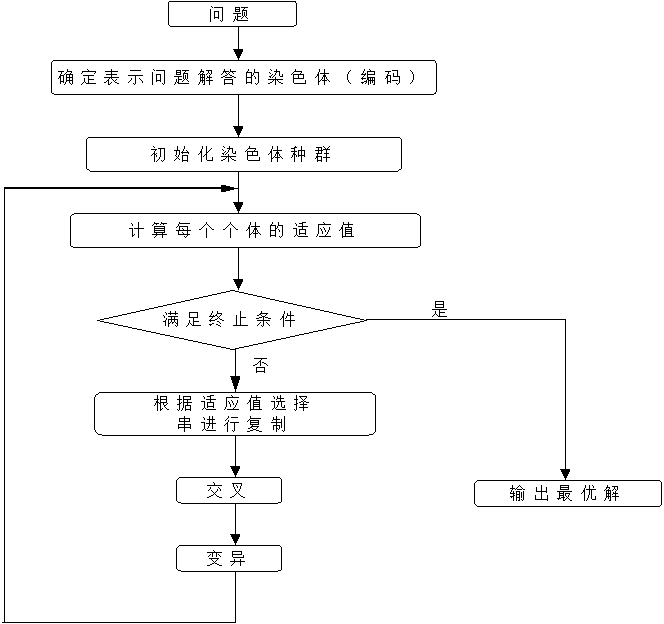 问题
确定表示问题解答的染色体（编码）
初始化染色体种群
计算每个个体的适应值
满足终止条件
是
否
根据适应值选择
串进行复制
交叉
输出最优解
变异